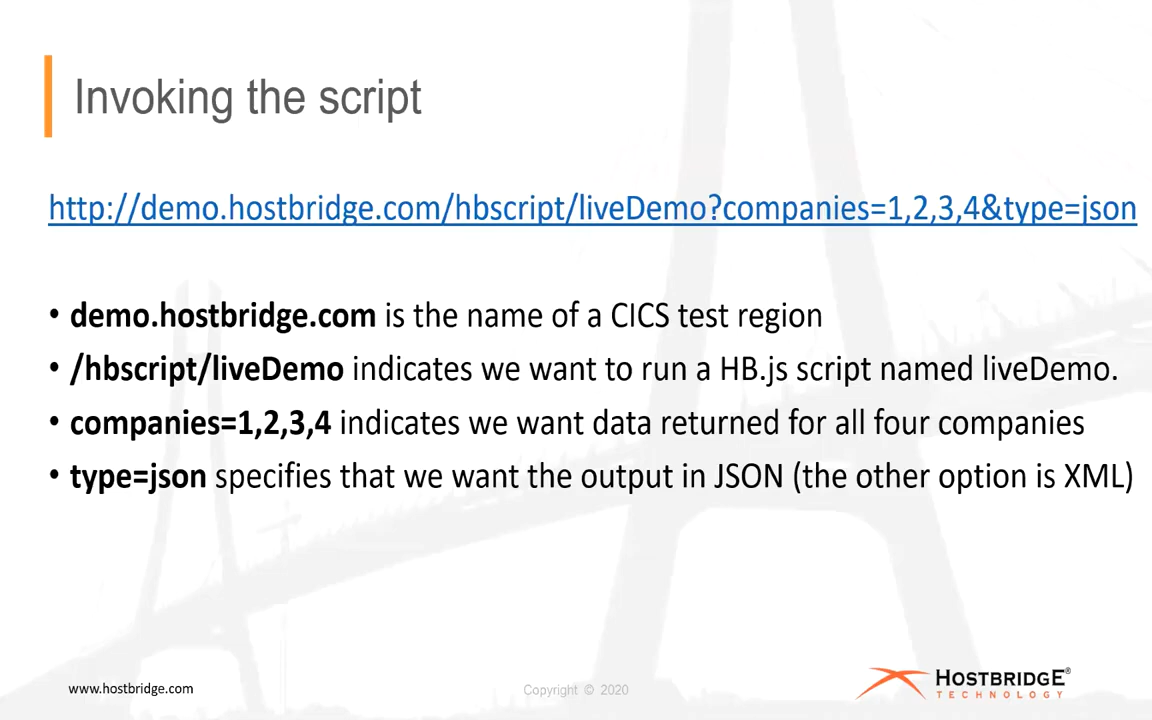 Invoking the script
http://demo.hostbridge.com/hbscript/liveDemo?companies=1,2,3,4&type=json
• demo.hostbridge.com is the name of a CICS test region
• /hbscript/liveDemo indicates we want to run a HB.js script named liveDemo.
• companies=1,2,3,4 indicates we want data returned for all four companies
• type=json specifies that we want the output in JSON (the other option is XML)
www.hostbridge.com
Copyright © 2020
HOSTBRIDGE®
TECHNOLOGY